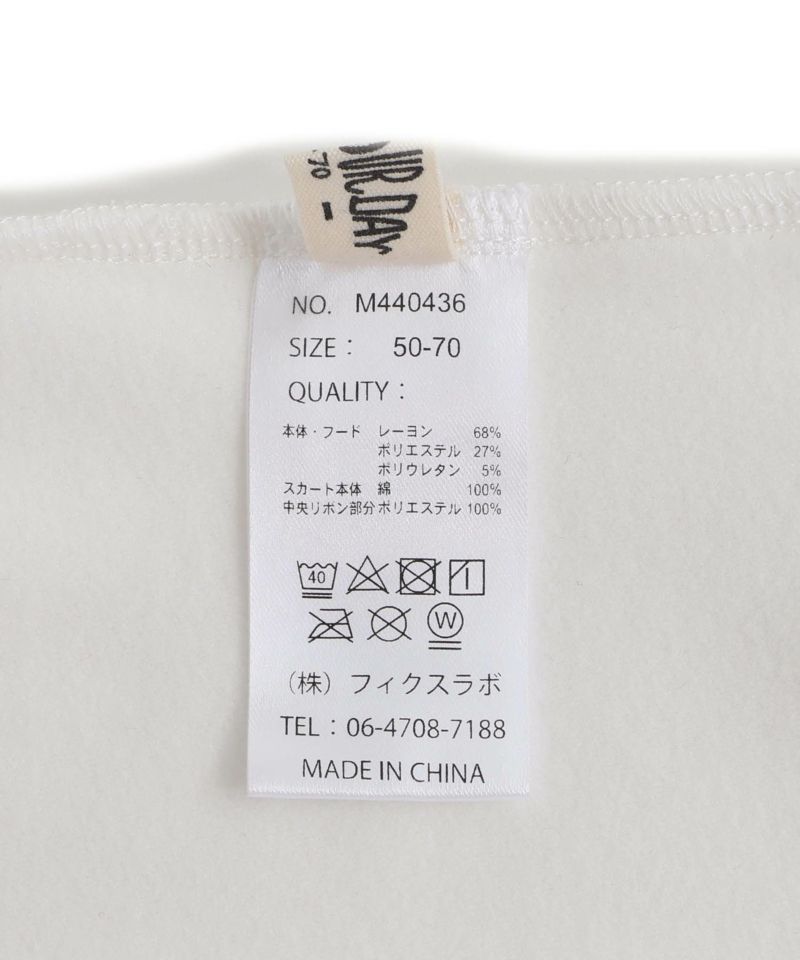 DAY
70
NO. M440436
SIZE： 50-70
QUALITY：
本体・フード レーヨン 68%
ポリエステル 27%
ポリウレタン 5%
スカート本体 綿 100%
中央リボン部分 ポリエステル 100%
40
W
（株）フィクスラボ
TEL：06-4708-7188
MADE IN CHINA